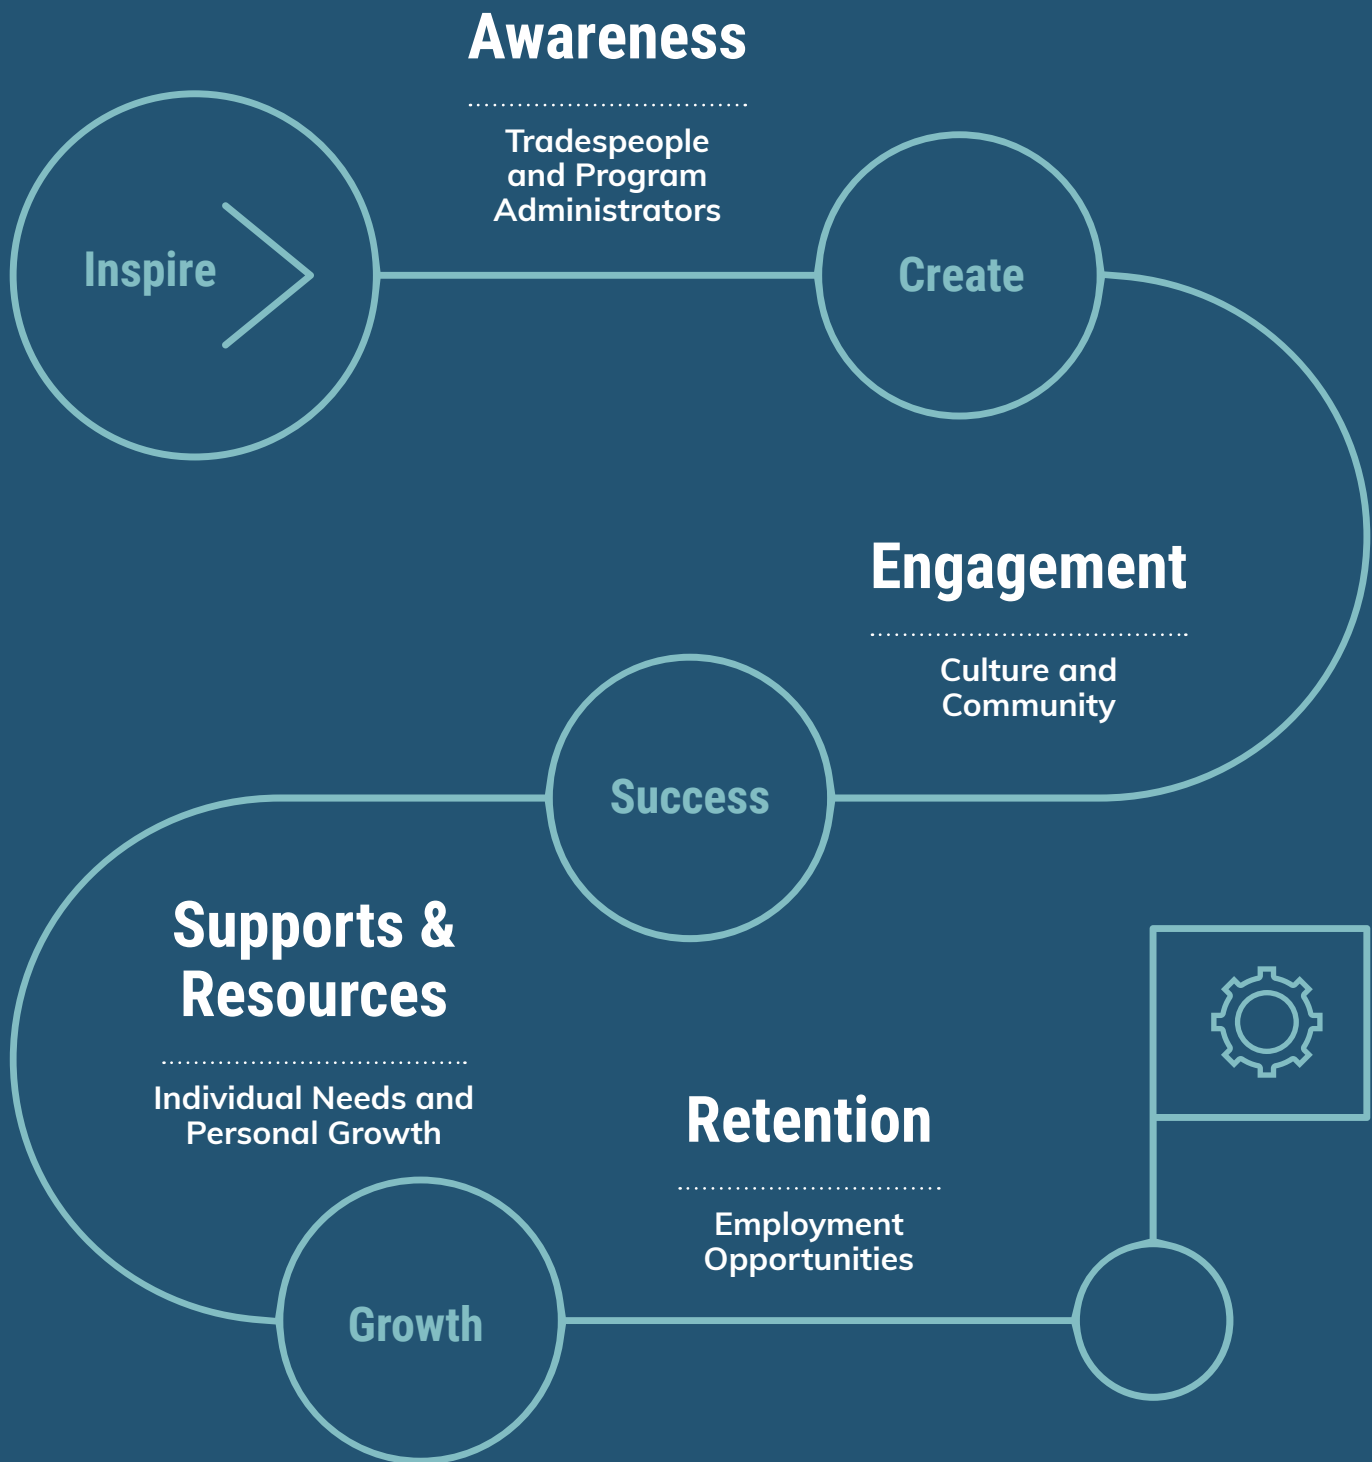 Awareness
Tradespeople
and Program
Administrators
Inspire
Create
Engagement
Culture and
Community
Success
Supports &
Resources
Individual Needs and
Personal Growth
Retention
Employment
Opportunities
Growth